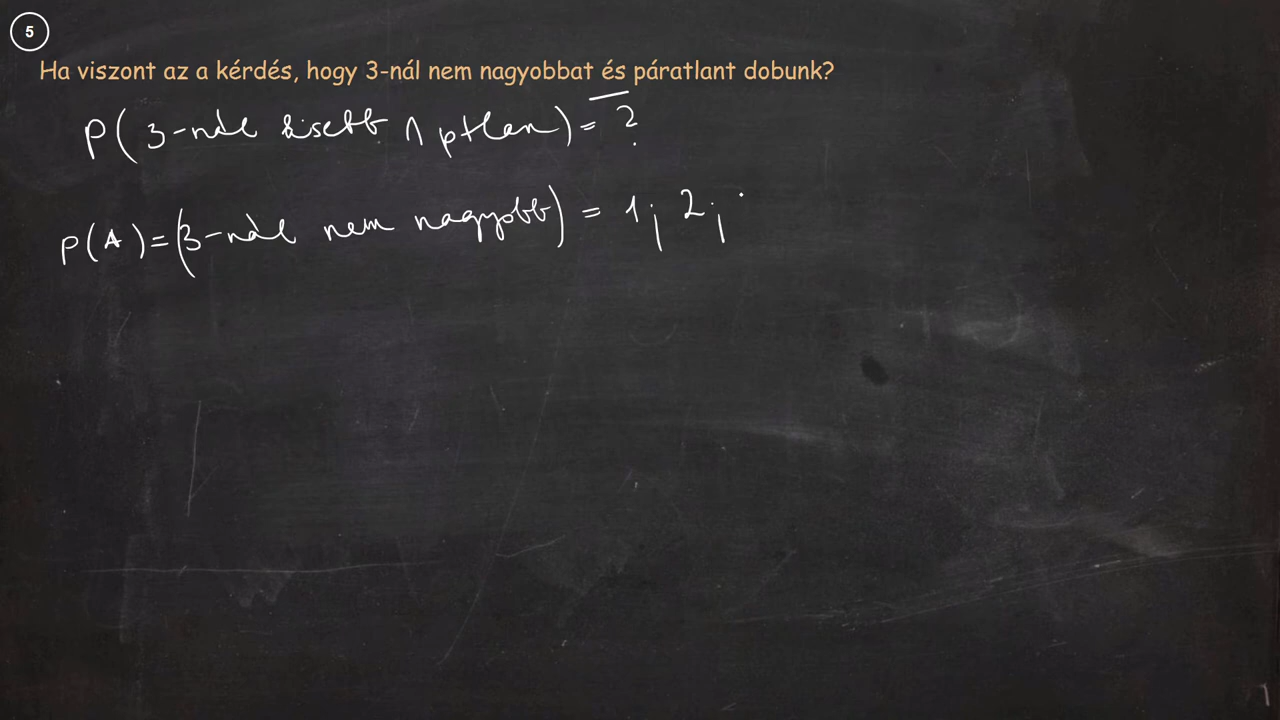 5
Ha viszont az a kérdés, hogy 3-nál nem nagyobbat és páratlant dobunk?
P(3-nál kisebb ∧ ptlan) = ?
P(A)=(3-nál nem nagyobb) = 1; 2;
1